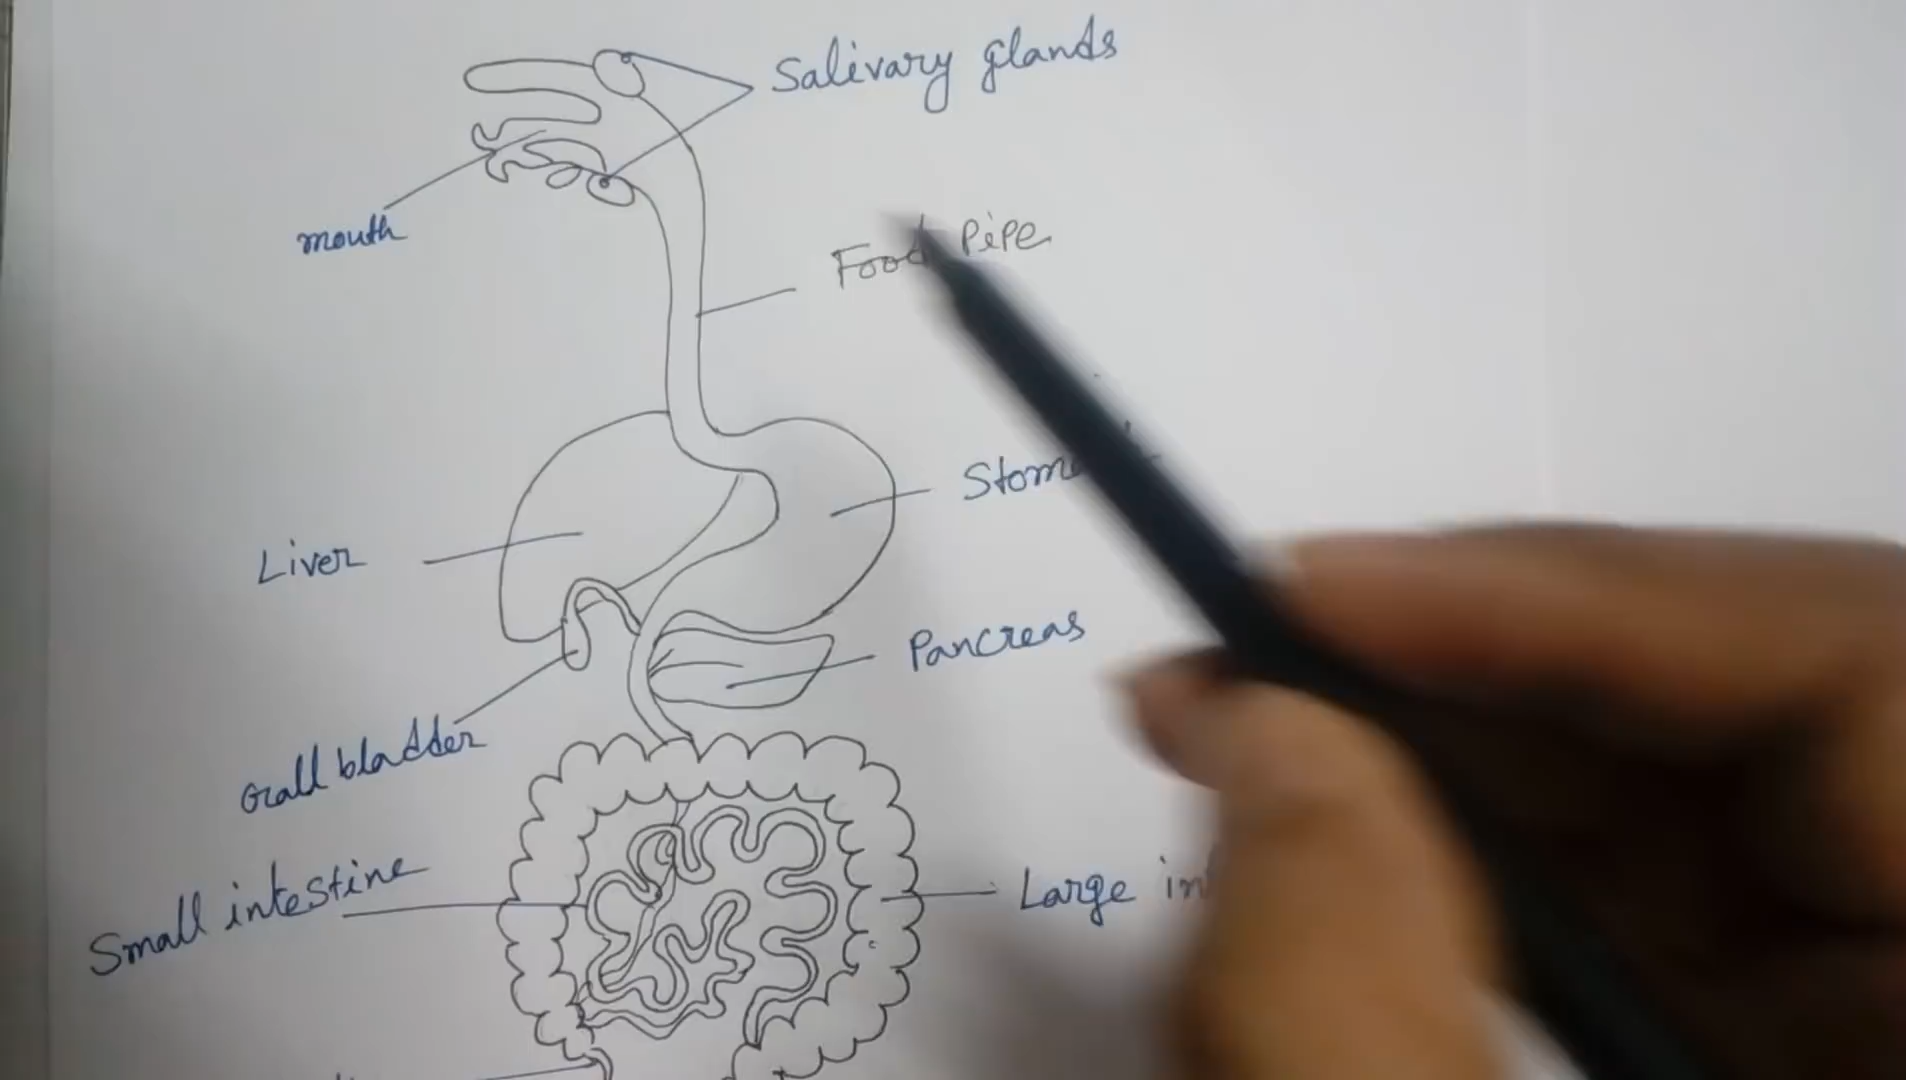 Salivary glands
mouth
Food Pipe
Liver
Pancreas
Gall bladder
Small intestine
Large